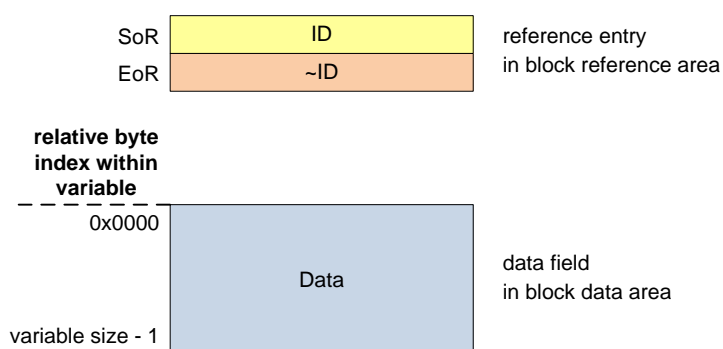 SoR
ID
reference entry
EoR
~ID
in block reference area
relative byte
index within
variable
0x0000
Data
data field
in block data area
variable size - 1